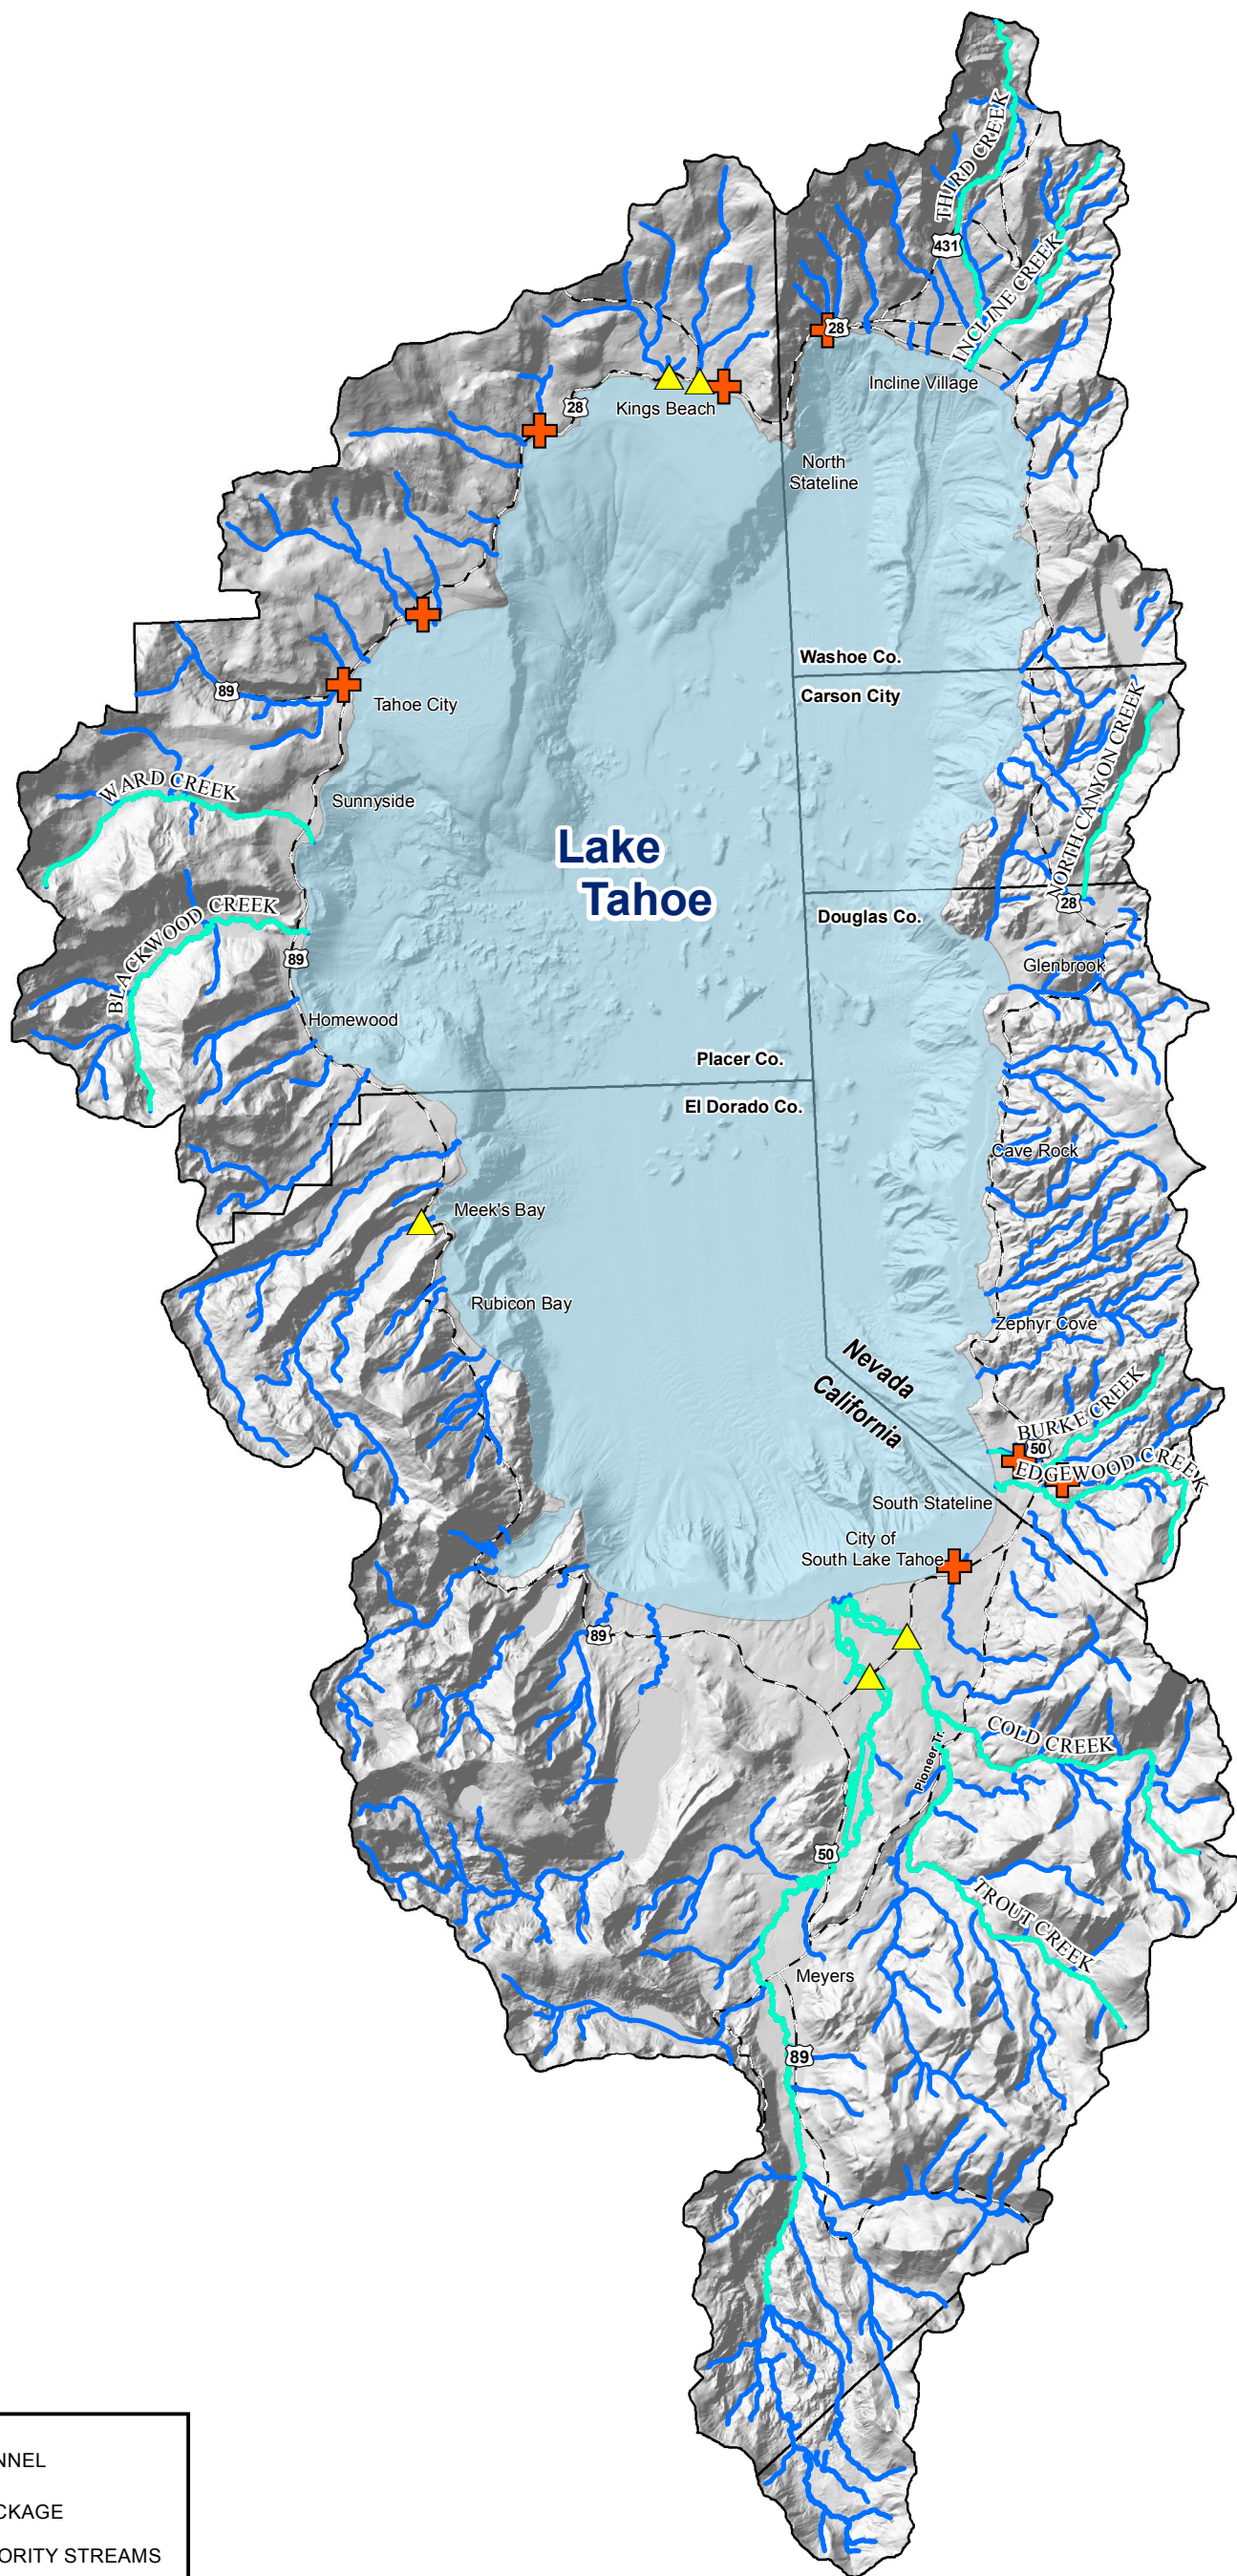 THIRD CREEK
431
INCLINE CREEK
28
Incline Village
28
Kings Beach
North
Stateline
Washoe Co.
Carson City
89
Tahoe City
NORTH CANYON CREEK
WARD CREEK
Sunnyside
Lake
Tahoe
28
Douglas Co.
BLACKWOOD CREEK
89
Glenbrook
Homewood
Placer Co.
El Dorado Co.
Cave Rock
Meek's Bay
Rubicon Bay
Zephyr Cove
Nevada
California
BURKE CREEK
50
EDGEWOOD CREEK
South Stateline
City of
South Lake Tahoe
89
COLD CREEK
Pioneer Tr.
50
TROUT CREEK
Meyers
89
NNEL
CKAGE
ORITY STREAMS